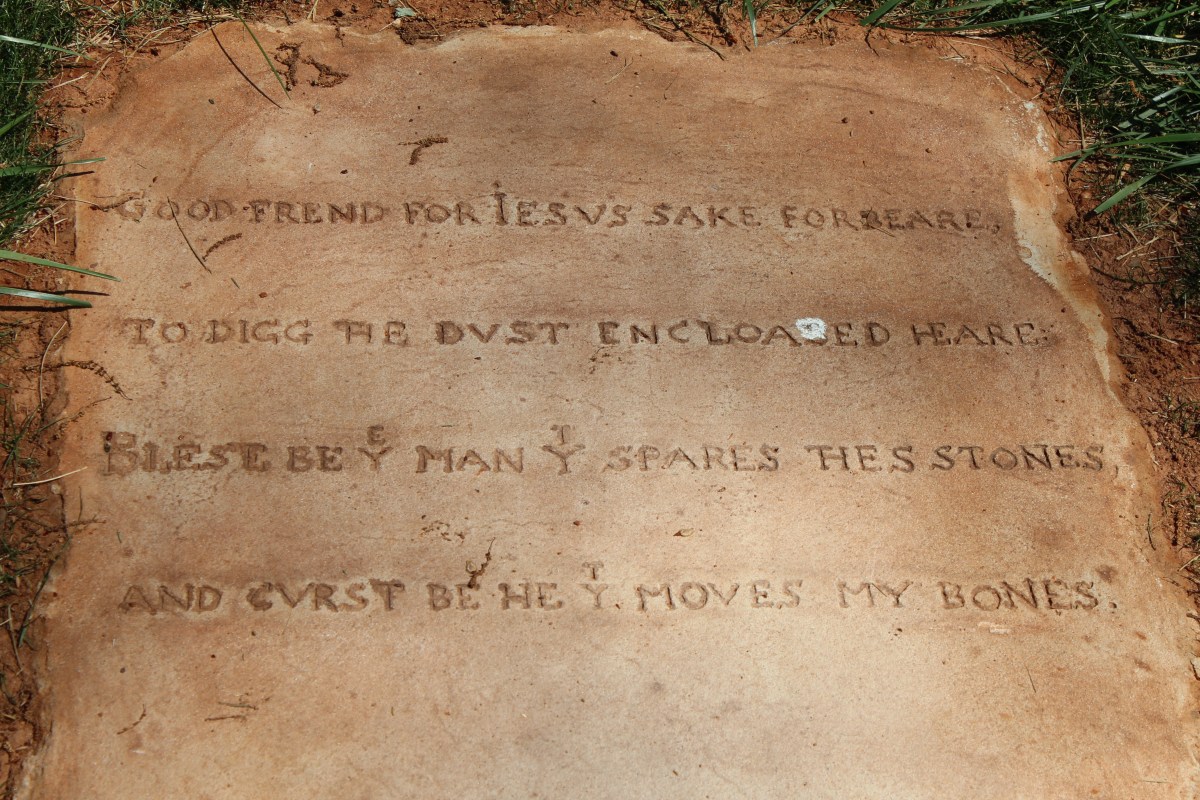 GOOD FREND FOR IESVS SAKE FORBEARE,
TO DIGG THE DVST ENCLOASED HEARE:
BLESTE BE Yᴱ MAN Yᵀ SPARES THES STONES,
AND CVRST BE HE Yᵀ MOVES MY BONES.